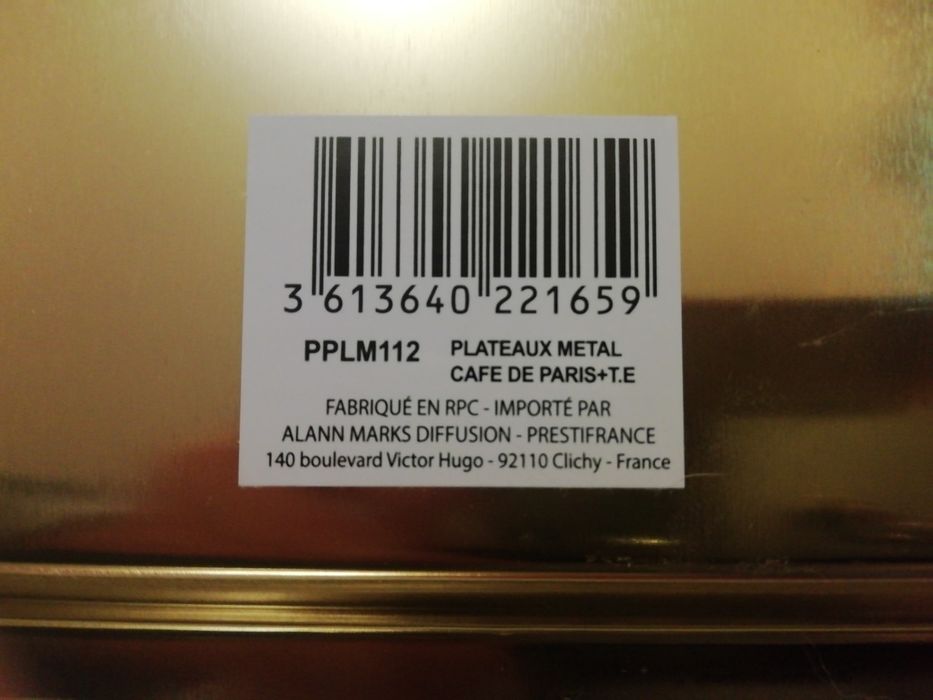 3 613640 221659
PPLM112 PLATEAUX METAL
CAFE DE PARIS+T.E
FABRIQUÉ EN RPC - IMPORTÉ PAR
ALANN MARKS DIFFUSION - PRESTIFRANCE
140 boulevard Victor Hugo - 92110 Clichy - France